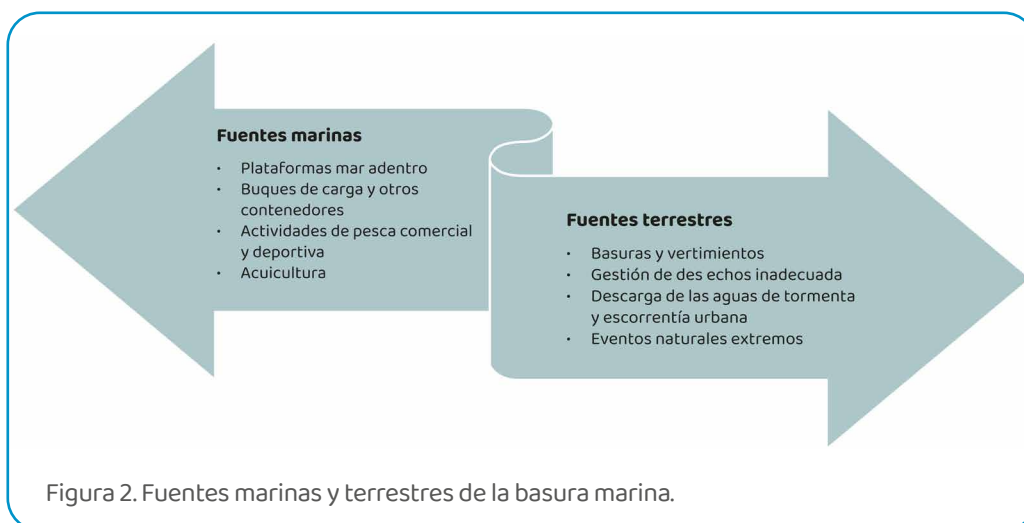 Fuentes marinas
• Plataformas mar adentro
• Buques de carga y otros
contenedores
• Actividades de pesca comercial
y deportiva
• Acuicultura
Fuentes terrestres
• Basuras y vertimientos
• Gestión de des echos inadecuada
• Descarga de las aguas de tormenta
y escorrentía urbana
• Eventos naturales extremos
Figura 2. Fuentes marinas y terrestres de la basura marina.